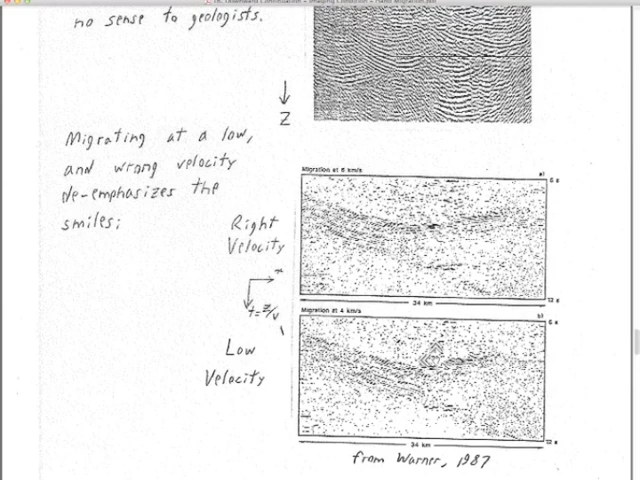 no sense to geologists.
Z
Migrating at a low,
and wrong velocity
de-emphasizes the
smiles:
Right
Velocity
x
t=z/v
Low
Velocity
Migration at 6 km/s
a)
6 s
12 s
34 km
Migration at 4 km/s
b)
6 s
12 s
34 km
from Warner, 1987